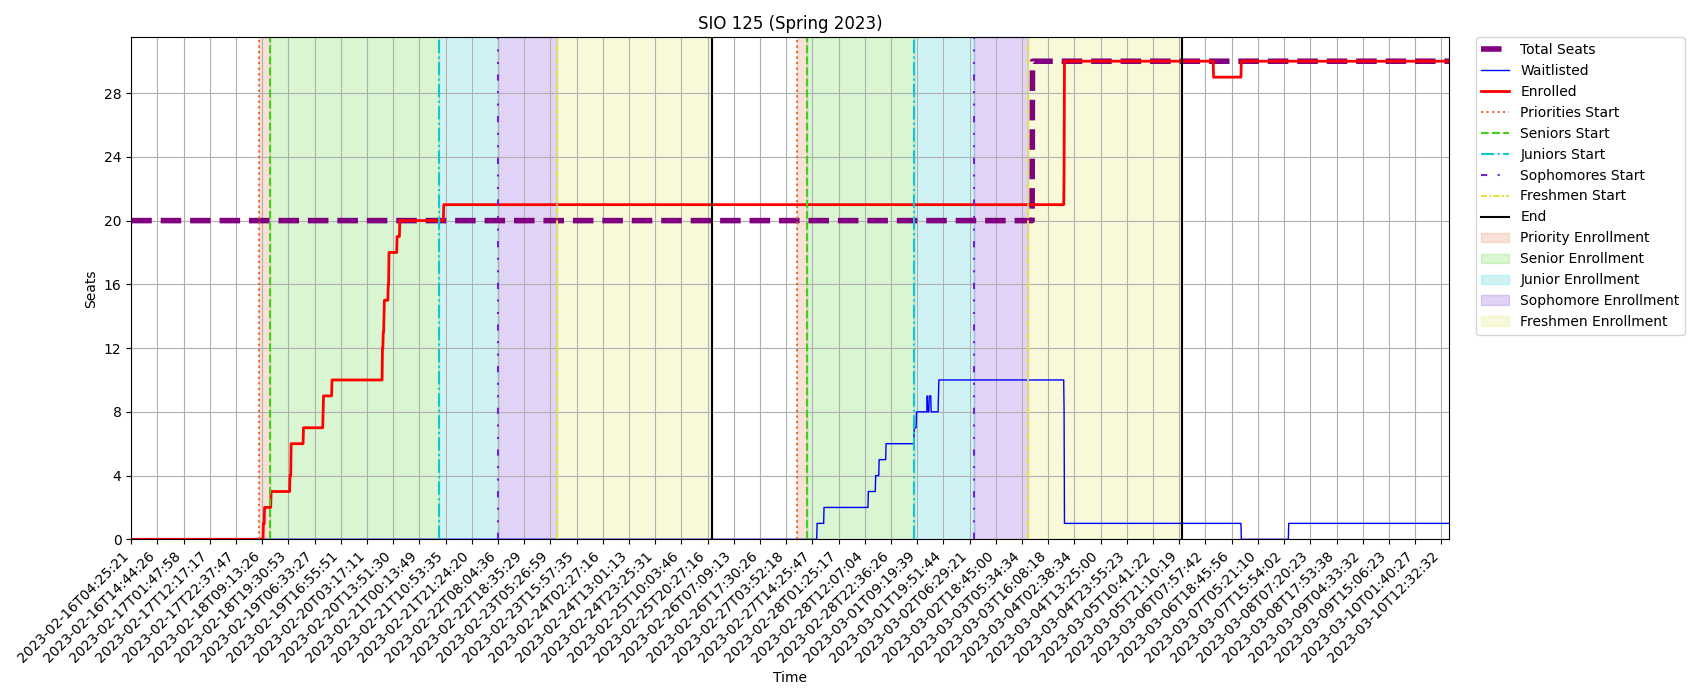 SIO 125 (Spring 2023)
Seats
28
24
20
16
12
8
4
0
2023-02-16T04:25:21
2023-02-16T14:44:26
2023-02-17T01:47:58
2023-02-17T12:17:17
2023-02-17T22:37:47
2023-02-18T09:13:26
2023-02-18T19:30:53
2023-02-19T06:33:27
2023-02-19T16:55:51
2023-02-20T03:17:11
2023-02-20T13:51:30
2023-02-21T00:13:49
2023-02-21T10:53:35
2023-02-21T21:24:20
2023-02-22T08:04:36
2023-02-22T18:35:29
2023-02-23T05:26:59
2023-02-23T15:57:35
2023-02-24T02:27:16
2023-02-24T13:01:13
2023-02-24T23:25:31
2023-02-25T10:03:46
2023-02-25T20:27:16
2023-02-26T07:09:13
2023-02-26T17:30:26
2023-02-27T03:52:18
2023-02-27T14:25:47
2023-02-28T01:25:17
2023-02-28T12:07:04
2023-02-28T22:36:29
2023-03-01T09:19:39
2023-03-01T19:51:44
2023-03-02T06:29:21
2023-03-02T18:45:00
2023-03-03T05:34:34
2023-03-03T16:08:18
2023-03-04T02:38:34
2023-03-04T13:25:00
2023-03-04T23:55:23
2023-03-05T10:41:22
2023-03-05T21:10:19
2023-03-06T07:57:42
2023-03-06T18:45:56
2023-03-07T05:21:10
2023-03-07T15:54:02
2023-03-08T07:20:23
2023-03-08T17:53:38
2023-03-09T04:33:32
2023-03-09T15:06:23
2023-03-10T01:40:27
2023-03-10T12:32:32
Time
Total Seats
Waitlisted
Enrolled
Priorities Start
Seniors Start
Juniors Start
Sophomores Start
Freshmen Start
End
Priority Enrollment
Senior Enrollment
Junior Enrollment
Sophomore Enrollment
Freshmen Enrollment